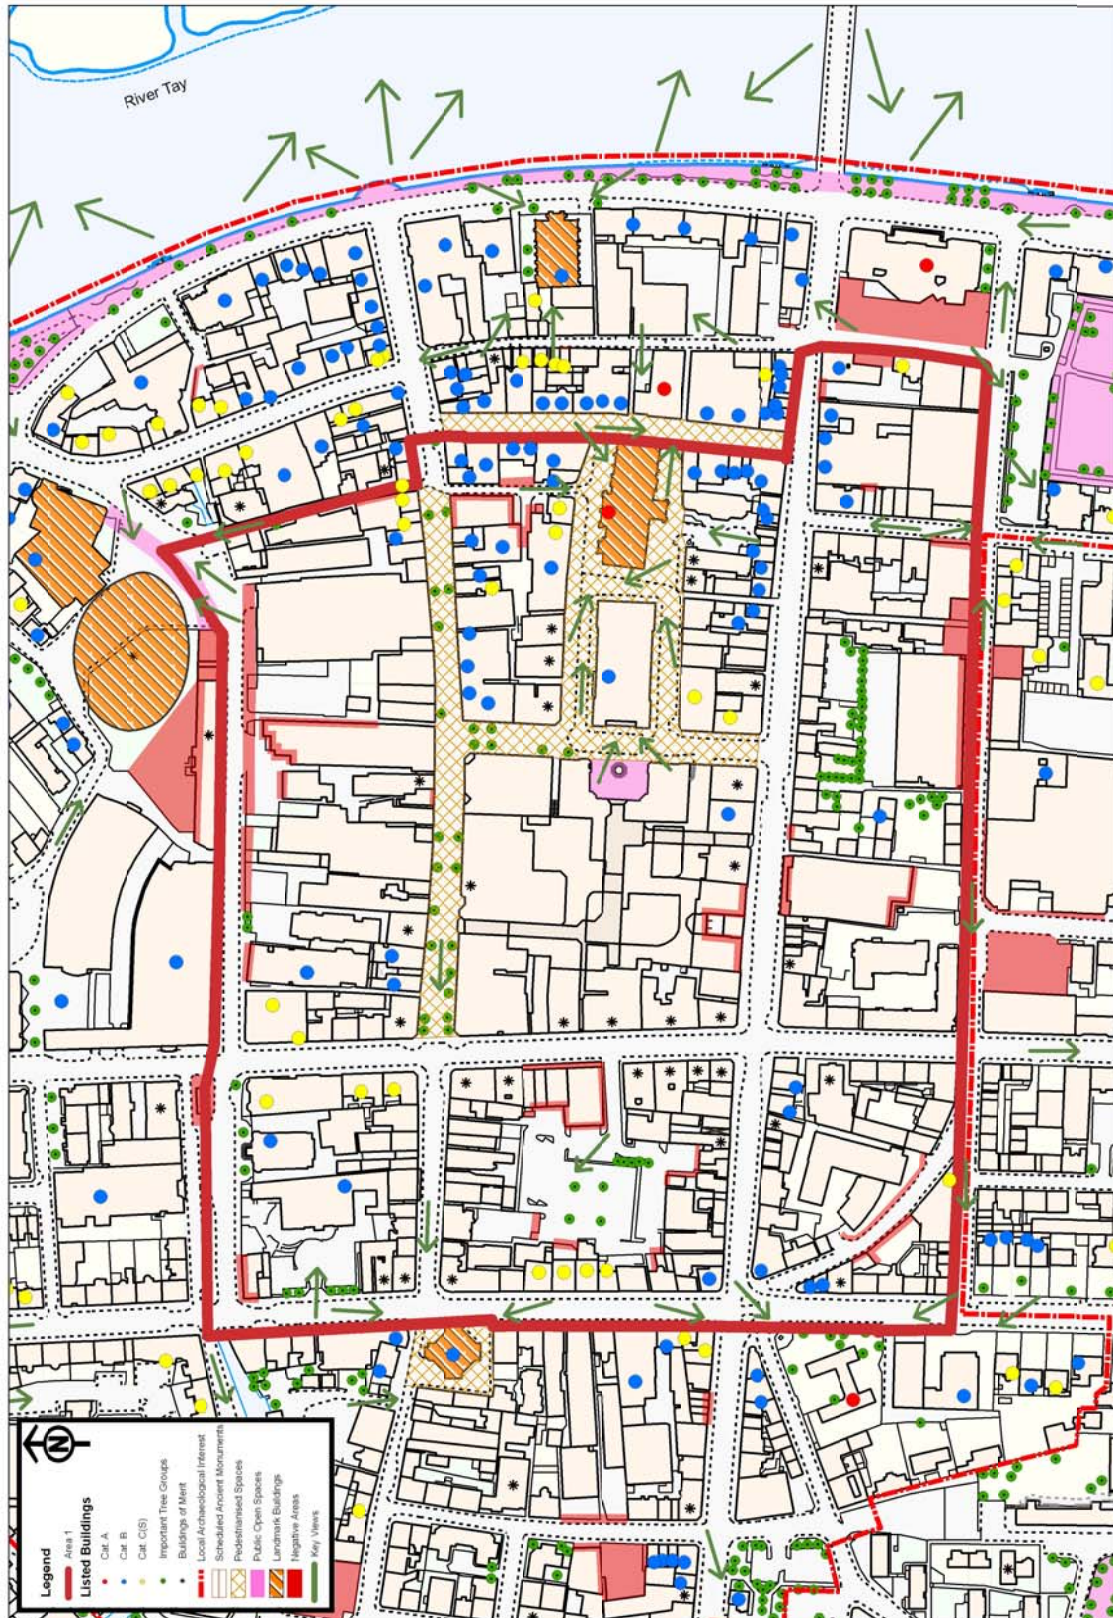 River Tay
N
Legend
Area 1
Listed Buildings
Cat. A
Cat. B
Cat. C(S)
Important Tree Groups
Buildings of Merit
Local Archaeological Interest
Scheduled Ancient Monuments
Pedestrianised Spaces
Public Open Spaces
Landmark Buildings
Negative Areas
Key Views